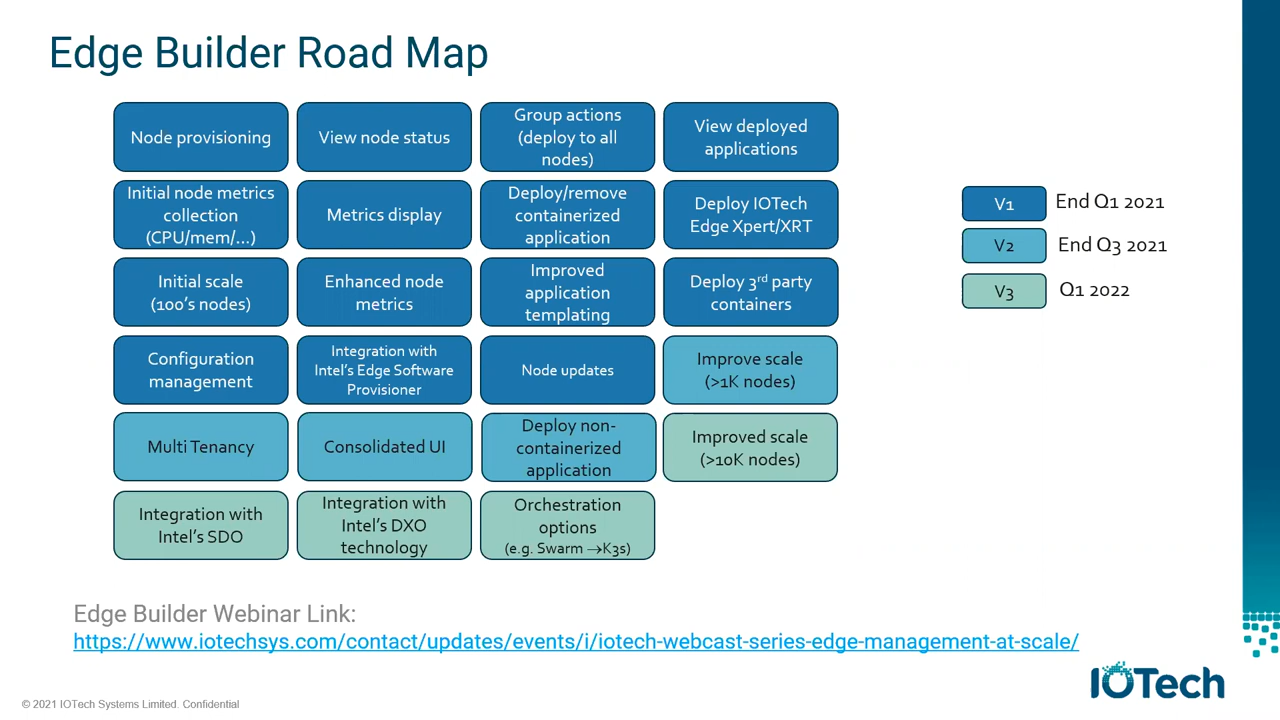 Edge Builder Road Map
Node provisioning
View node status
Group actions
(deploy to all
nodes)
View deployed
applications
Initial node metrics
collection
(CPU/mem/...)
Metrics display
Deploy/remove
containerized
application
Deploy IOTech
Edge Xpert/XRT
Initial scale
(100's nodes)
Enhanced node
metrics
Improved
application
templating
Deploy 3rd party
containers
Configuration
management
Integration with
Intel's Edge Software
Provisioner
Node updates
Improve scale
(>1K nodes)
Multi Tenancy
Consolidated UI
Deploy non-
containerized
application
Improved scale
(>10K nodes)
Integration with
Intel's SDO
Integration with
Intel's DXO
technology
Orchestration
options
(e.g. Swarm →K3s)
V1 End Q1 2021
V2 End Q3 2021
V3 Q1 2022
Edge Builder Webinar Link:
https://www.iotechsys.com/contact/updates/events/i/iotech-webcast-series-edge-management-at-scale/
IOTech
© 2021 IOTech Systems Limited. Confidential